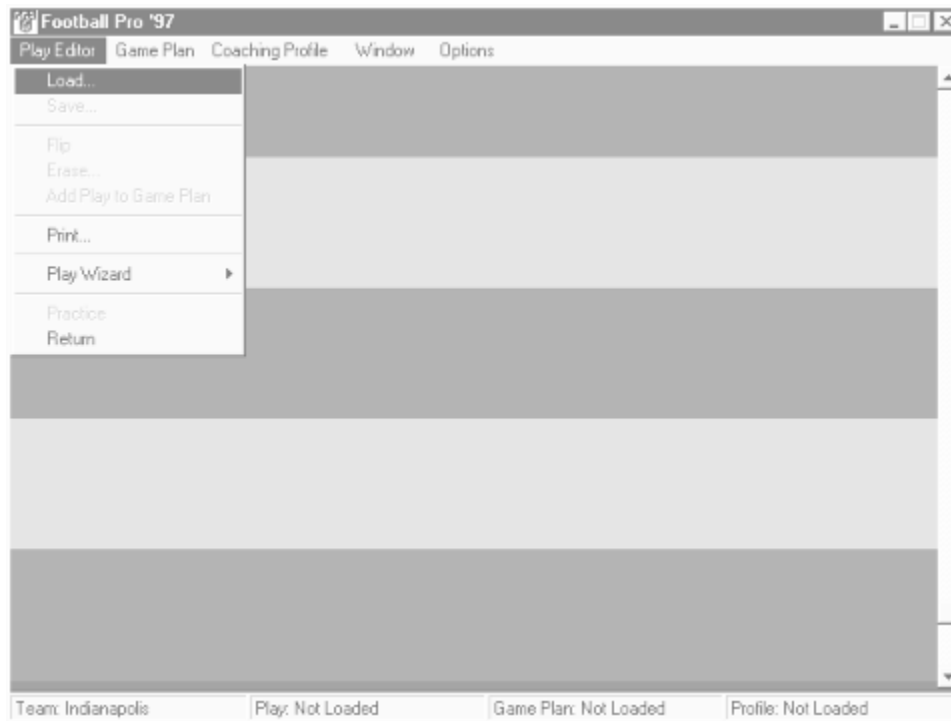 Football Pro '97
Play Editor Game Plan Coaching Profile Window Options
Load...
Save...
Flip
Erase...
Add Play to Game Plan
Print...
Play Wizard
Practice
Return
Team: Indianapolis Play: Not Loaded Game Plan: Not Loaded Profile: Not Loaded